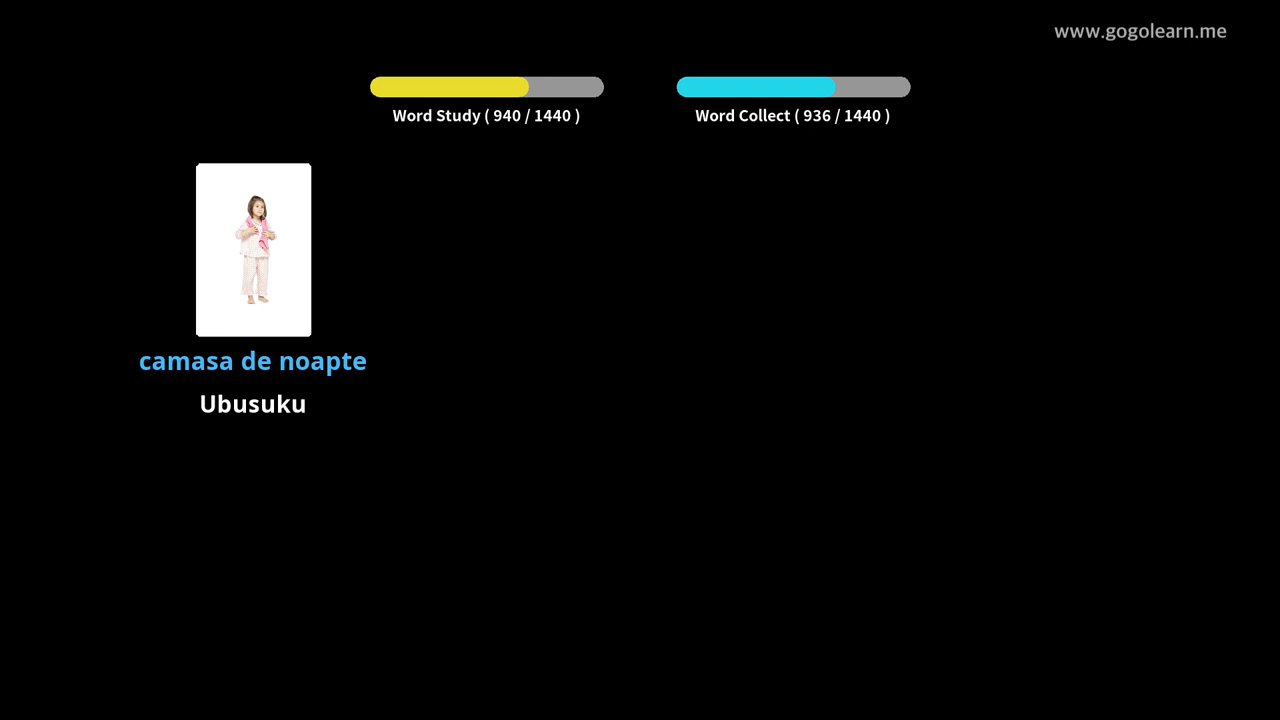 www.gogolearn.me
Word Study ( 940 / 1440 )
Word Collect ( 936 / 1440 )
camasa de noapte
Ubusuku